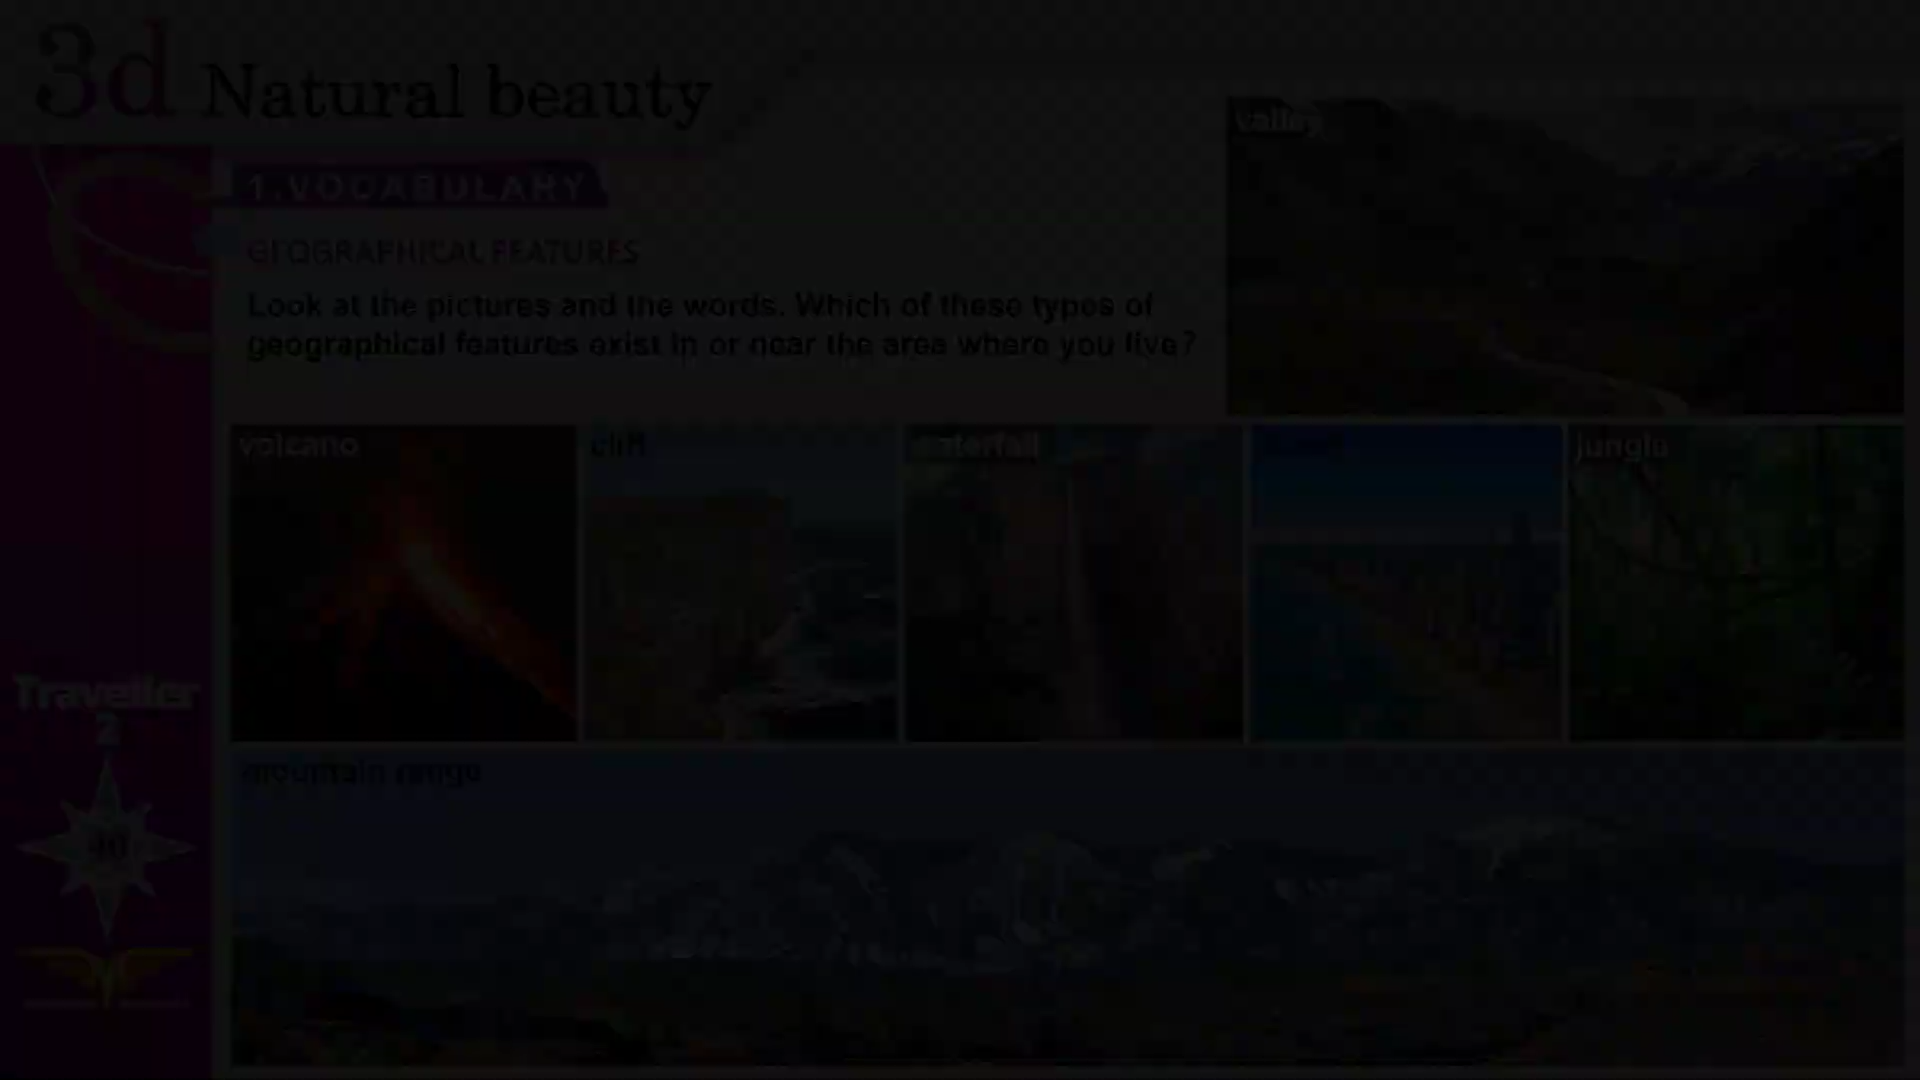 3d Natural beauty
1.VOCABULARY
GEOGRAPHICAL FEATURES
Look at the pictures and the words. Which of these types of
geographical features exist in or near the area where you live?
valley
volcano
cliff
waterfall
jungle
mountain range
Traveller
2